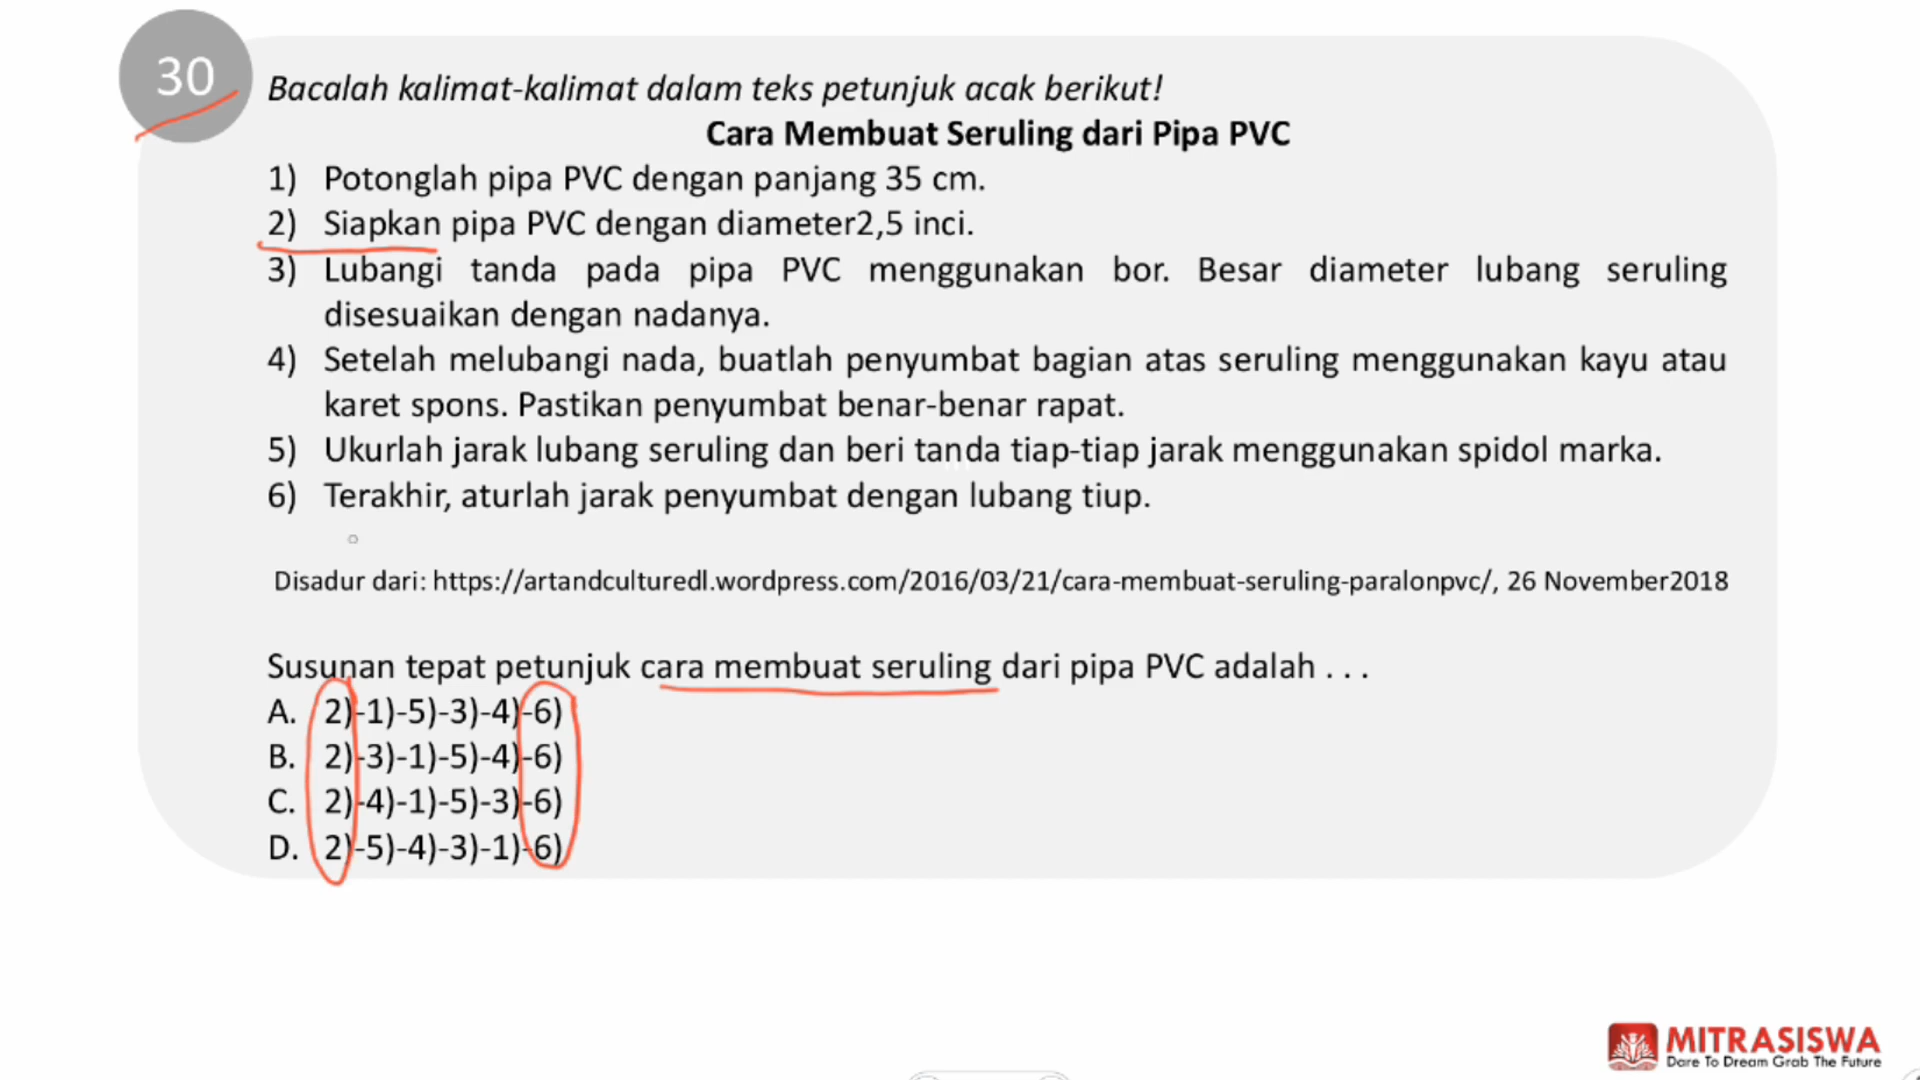 30
Bacalah kalimat-kalimat dalam teks petunjuk acak berikut!
Cara Membuat Seruling dari Pipa PVC
1) Potonglah pipa PVC dengan panjang 35 cm.
2) Siapkan pipa PVC dengan diameter2,5 inci.
3) Lubangi tanda pada pipa PVC menggunakan bor. Besar diameter lubang seruling
disesuaikan dengan nadanya.
4) Setelah melubangi nada, buatlah penyumbat bagian atas seruling menggunakan kayu atau
karet spons. Pastikan penyumbat benar-benar rapat.
5) Ukurlah jarak lubang seruling dan beri tanda tiap-tiap jarak menggunakan spidol marka.
6) Terakhir, aturlah jarak penyumbat dengan lubang tiup.
Disadur dari: https://artandculturedl.wordpress.com/2016/03/21/cara-membuat-seruling-paralonpvc/, 26 November2018
Susunan tepat petunjuk cara membuat seruling dari pipa PVC adalah . . .
A. 2)-1)-5)-3)-4)-6)
B. 2)-3)-1)-5)-4)-6)
C. 2)-4)-1)-5)-3)-6)
D. 2)-5)-4)-3)-1)-6)
MITRASISWA
Dare To Dream Grab The Future